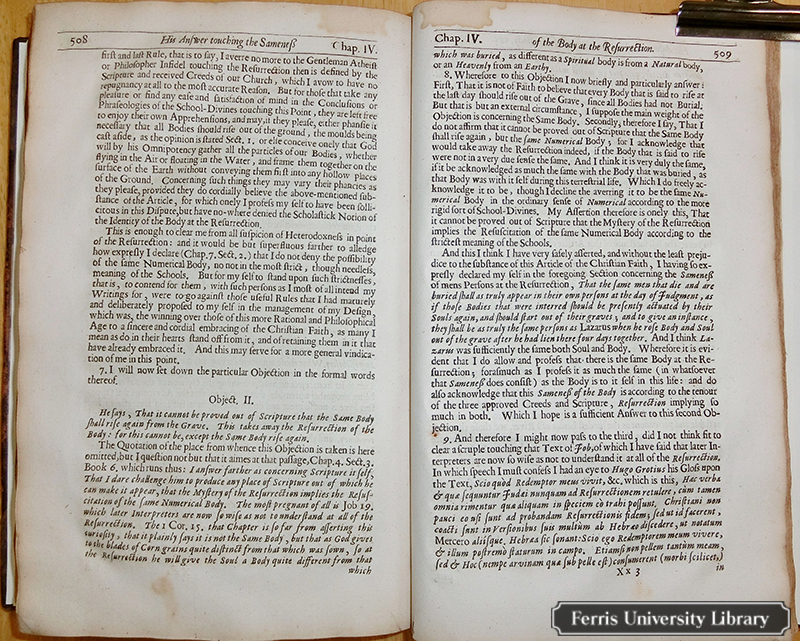 508
His Answer touching the Sameneſs
Chap. IV.
firſt and laſt Rule, that is to ſay, I averre no more to the Gentleman Atheiſt
or Philoſopher Infidel touching the Reſurrection then is defined by the
Scripture and received Creeds of our Church, which I avow to have no
repugnancy at all to the moſt accurate Reaſon. But for thoſe that take any
pleaſure or find any eaſe and ſatisfaction of mind in the Concluſions or
Phraſeologies of the School-Divines touching this Point, they are left free
to enjoy their own Apprehenſions, and may, it they pleaſe, either phanſie it
neceſſary that all Bodies ſhould riſe out of the ground, the moulds being
caſt aſide, as the opinion is ſtated Sect. 1. or elſe conceive onely that God
will by his Omnipotency gather all the particles of our Bodies, whether
flying in the Air or floating in the Water, and frame them together on the
ſurface of the Earth without conveying them firſt into any hollow places
of the Ground. Concerning ſuch things they may vary their phancies as
they pleaſe, provided they do cordially believe the above-mentioned ſub-
ſtance of the Article, for which onely I profeſs my ſelf to have been ſolli-
citous in this Diſpute, but have no-where denied the Scholaſtick Notion of
the Identity of the Body at the Reſurrection.
This is enough to clear me from all ſuſpicion of Heterodoxneſs in point
of the Reſurrection: and it would be but ſuperfluous farther to alledge
how expreſly I declare (Chap. 7. Sect. 2.) that I do not deny the poſſibility
of the ſame Numerical Body, no not in the moſt ſtrict, though needleſs,
meaning of the Schools. But for my ſelf to ſtand upon ſuch ſtrictneſſes,
that is, to contend for them, with ſuch perſons as I moſt of all intend my
Writings for, were to go againſt thoſe uſeful Rules that I had maturely
and deliberately propoſed to my ſelf in the management of my Deſign,
which was, the winning over thoſe of this more Rational and Philoſophical
Age to a ſincere and cordial embracing of the Chriſtian Faith, as many I
mean as do in their hearts ſtand off from it, and of retaining them in it that
have already embraced it. And this may ſerve for a more general vindica-
tion of me in this point.
7. I will now ſet down the particular Objection in the formal words
thereof.
Object. II.
He ſays, That it cannot be proved out of Scripture that the Same Body
ſhall riſe again from the Grave. This takes away the Reſurrection of the
Body: for this cannot be, except the Same Body riſe again.
The Quotation of the place from whence this Objection is taken is here
omitted, but I queſtion not but that it aims at that paſſage, Chap. 4. Sect. 3.
Book 6, which runs thus: I anſwer farther as concerning Scripture it ſelf,
That I dare challenge him to produce any place of Scripture out of which he
can make it appear, that the Myſtery of the Reſurrection implies the Reſuſ-
citation of the ſame Numerical Body. The moſt pregnant of all is Job 19.
which later Interpreters are now ſo wiſe as not to underſtand at all of the
Reſurrection. The 1 Cor. 15. that Chapter is ſo far from aſſerting this
curioſity, that it plainly ſays it is not the Same Body, but that as God gives
to the blades of Corn grains quite diſtinct from that which was ſown, ſo at
the Reſurrection he will give the Soul a Body quite different from that
which
Chap. IV.
of the Body at the Reſurrection.
509
which was buried, as different as a Spiritual body is from a Natural body,
or an Heavenly from an Earthy.
8. Wherefore to this Objection I now briefly and particularly anſwer:
Firſt, That it is not of Faith to believe that every Body that is ſaid to riſe at
the laſt day ſhould riſe out of the Grave, ſince all Bodies had not Burial.
But that is but an external circumſtance, I ſuppoſe the main weight of the
Objection is concerning the Same Body. Secondly, therefore I ſay, That I
do not affirm that it cannot be proved out of Scripture that the Same Body
ſhall riſe again, but the ſame Numerical Body; for I acknowledge that
would take away the Reſurrection indeed, if the Body that is ſaid to riſe
were not in a very due ſenſe the ſame. And I think it is very duly the ſame,
if it be acknowledged as much the ſame with the Body that was buried, as
that Body was with it ſelf during this terreſtrial life. Which I do freely ac-
knowledge it to be, though I decline the averring it to be the ſame Nu-
merical Body in the ordinary ſenſe of Numerical according to the more
rigid ſort of School-Divines. My Aſſertion therefore is onely this, That
it cannot be proved out of Scripture that the Myſtery of the Reſurrection
implies the Reſuſcitation of the ſame Numerical Body according to the
ſtricteſt meaning of the Schools.
And this I think I have very ſafely aſſerted, and without the leaſt preju-
dice to the ſubſtance of this Article of the Chriſtian Faith, I having ſo ex-
preſly declared my ſelf in the foregoing Section concerning the Sameneſs
of mens Perſons at the Reſurrection, That the ſame men that die and are
buried ſhall as truly appear in their own perſons at the day of Judgment, as
if thoſe Bodies that were interred ſhould be preſently actuated by their
Souls again, and ſhould ſtart out of their graves, and to give an inſtance,
they ſhall be as truly the ſame perſons as Lazarus when he roſe Body and Soul
out of the grave after he had lien there four days together. And I think La-
zarus was ſufficiently the ſame both Soul and Body. Wherefore it is evi-
dent that I do allow and profeſs that there is the ſame Body at the Re-
ſurrection; foraſmuch as I profeſs it as much the ſame (in whatſoever
that Sameneſs does conſiſt) as the Body is to it ſelf in this life: and do
alſo acknowledge that this Sameneſs of the Body is according to the tenour
of the three approved Creeds and Scripture, Reſurrection implying ſo
much in both. Which I hope is a ſufficient Anſwer to this ſecond Ob-
jection.
9. And therefore I might now paſs to the third, did I not think fit to
clear a ſcruple touching that Text of Job, of which I have ſaid that later In-
terpreters are now ſo wiſe as not to underſtand it at all of the Reſurrection.
In which ſpeech I muſt confeſs I had an eye to Hugo Grotius his Gloſs upon
the Text, Scio quòd Redemptor meus vivit, &c. which is this, Hæc verba
& quæ ſequuntur Judæi nunquam ad Reſurrectionem retulere, cùm tamen
omnia rimentur quæ aliquam in ſpeciem eò trahi poſſunt. Chriſtiani non
pauci eo uſi ſunt ad probandam Reſurrectionis fidem; ſed ut id facerent,
coacti ſunt in Verſionibus ſuis multùm ab Hebræo diſcedere, ut notatum
Mercero aliiſque. Hebræa ſic ſonant: Scio ego Redemptorem meum vivere,
& illum poſtremò ſtaturum in campo. Etiamſi non pellem tantùm meam,
ſed & Hoc (nempe arvinam quæ ſub pelle eſt) conſumerent (morbi ſcilicet,)
Xx 3
in
Ferris University Library